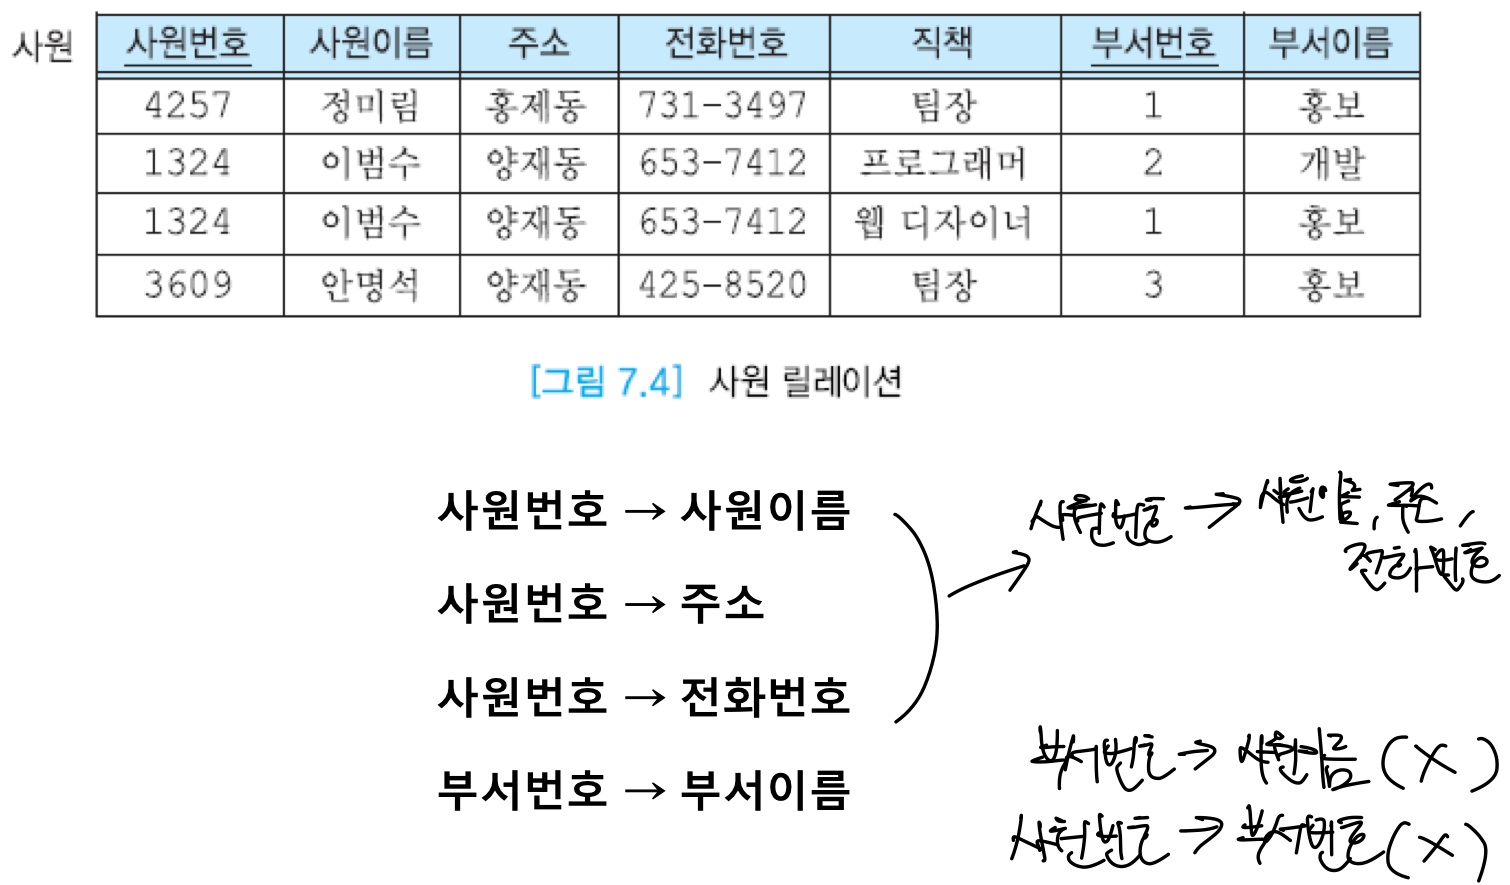 사원
사원번호 사원이름 주소 전화번호 직책 부서번호 부서이름
4257 정미림 홍제동 731-3497 팀장 1 홍보
1324 이범수 양재동 653-7412 프로그래머 2 개발
1324 이범수 양재동 653-7412 웹 디자이너 1 홍보
3609 안명석 양재동 425-8520 팀장 3 홍보
[그림 7.4] 사원 릴레이션
사원번호 → 사원이름
사원번호 → 주소
사원번호 → 전화번호
부서번호 → 부서이름
사원번호 → 사원이름, 주소,
전화번호
부서번호 → 사원이름 (X)
사원번호 → 부서번호 (X)